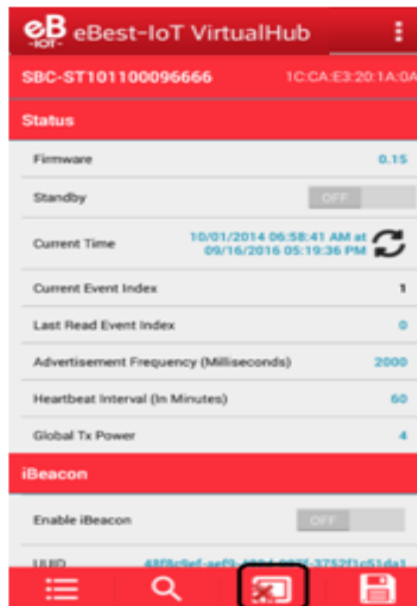 eB
-IoT-
eBest-IoT VirtualHub
SBC-ST101100096666 1C:CA:E3:20:1A:0A
Status
Firmware 0.15
Standby OFF
Current Time 10/01/2014 06:58:41 AM at
09/16/2016 05:19:36 PM
Current Event Index 1
Last Read Event Index 0
Advertisement Frequency (Milliseconds) 2000
Heartbeat Interval (In Minutes) 60
Global Tx Power 4
iBeacon
Enable iBeacon OFF
UUID